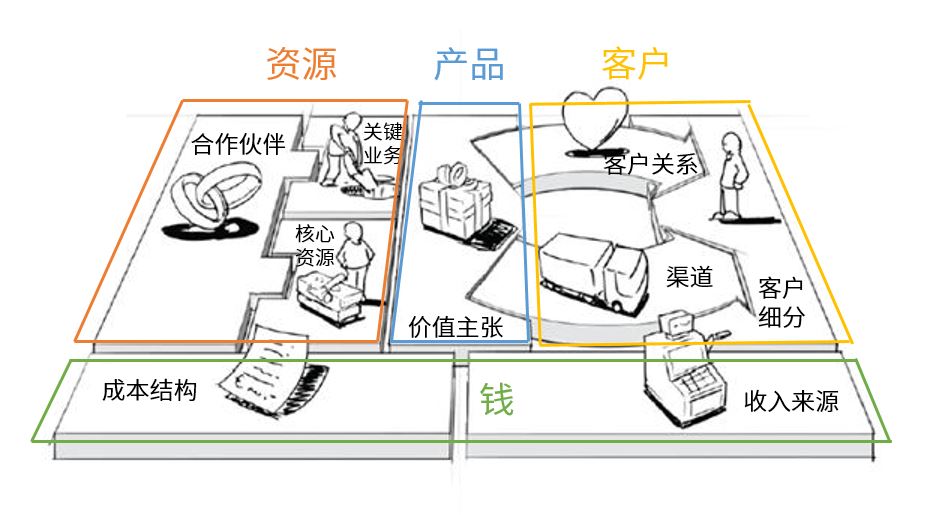 资源
产品
客户
合作伙伴
关键
业务
核心
资源
价值主张
客户关系
渠道
客户
细分
成本结构
钱
收入来源